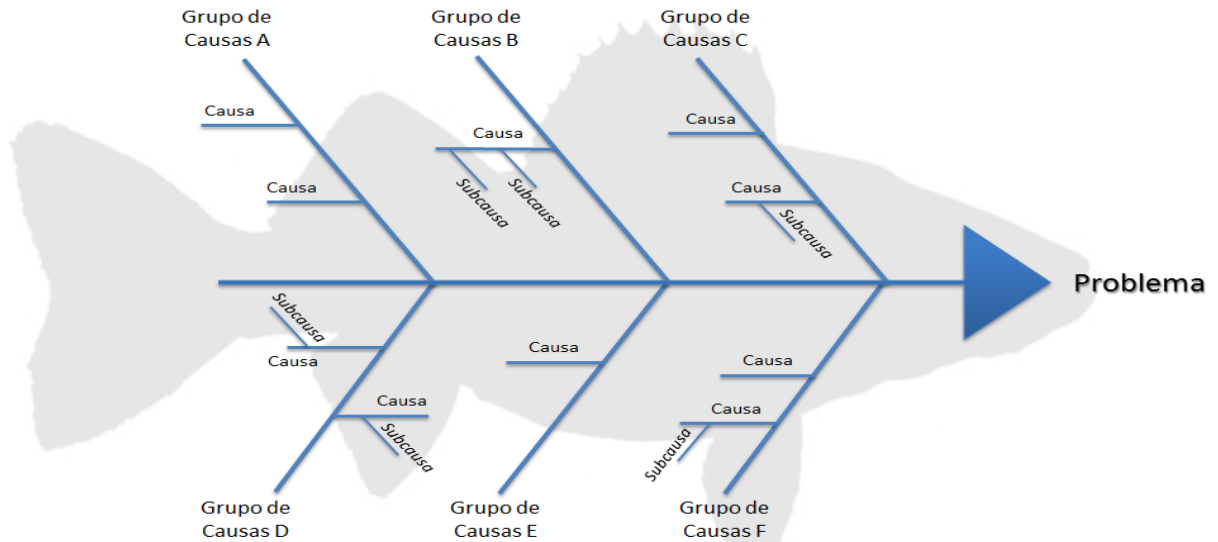 Grupo de
Causas A
Grupo de
Causas B
Grupo de
Causas C
Causa
Causa
Causa
Subcausa
Subcausa
Causa
Causa
Subcausa
Problema
Subcausa
Causa
Causa
Subcausa
Causa
Causa
Causa
Subcausa
Grupo de
Causas D
Grupo de
Causas E
Grupo de
Causas F